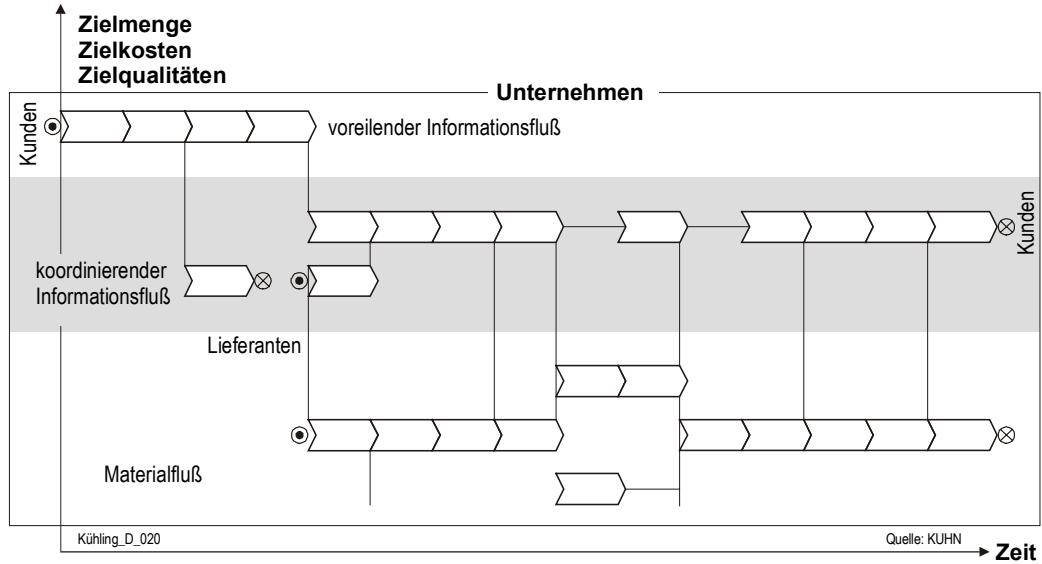 Zielmenge
Zielkosten
Zielqualitäten
Unternehmen
Kunden
voreilender Informationsfluß
Kunden
koordinierender
Informationsfluß
Lieferanten
Materialfluß
Kühling_D_020
Quelle: KUHN
Zeit